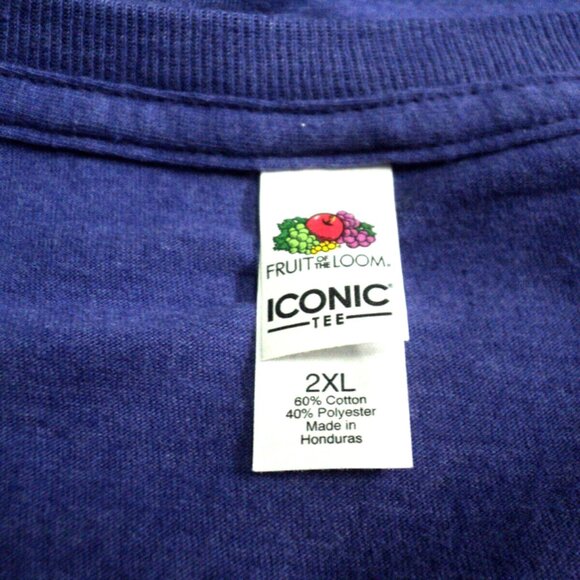 FRUIT OF THE LOOM.
ICONIC®
TEE
2XL
60% Cotton
40% Polyester
Made in
Honduras